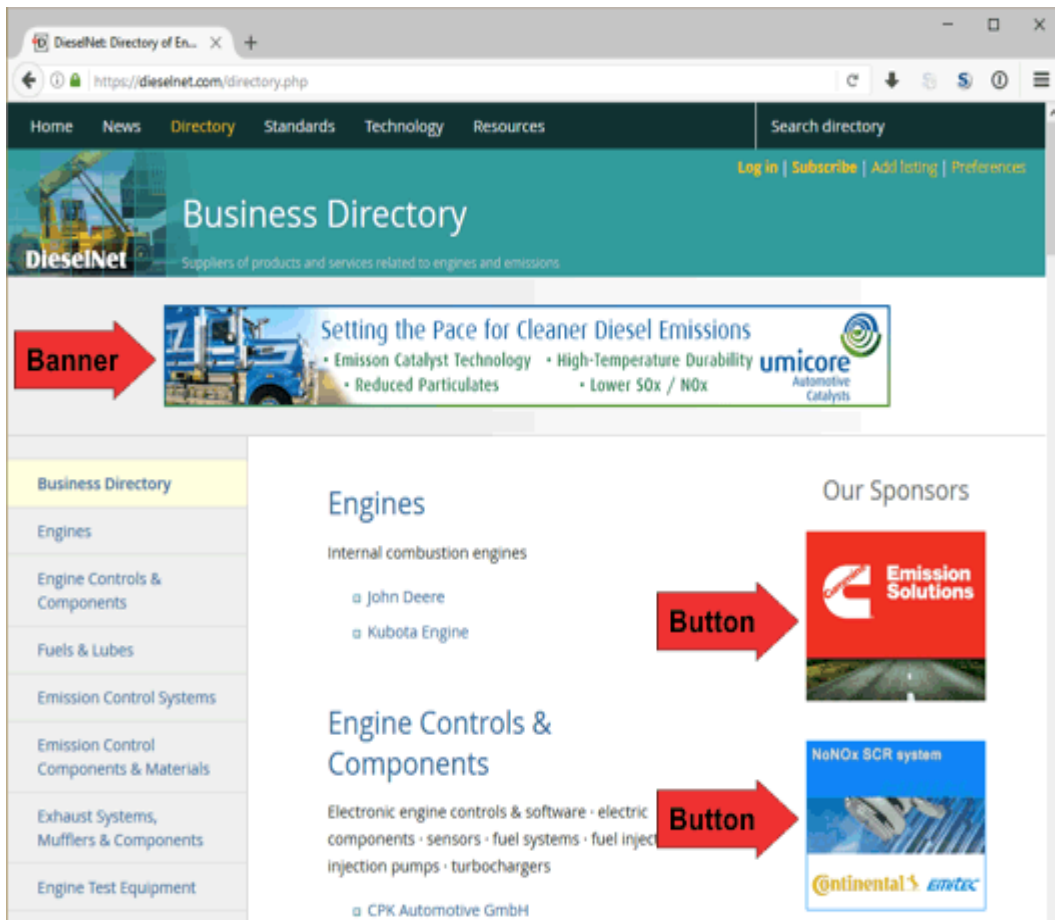 DieselNet: Directory of En...
https://dieselnet.com/directory.php
Home News Directory Standards Technology Resources Search directory
Log in | Subscribe | Add listing | Preferences
Business Directory
DieselNet
Suppliers of products and services related to engines and emissions
Banner
Setting the Pace for Cleaner Diesel Emissions
• Emisson Catalyst Technology • High-Temperature Durability
• Reduced Particulates • Lower SOx / NOx
umicore
Automotive
Catalysts
Business Directory
Engines
Engine Controls &
Components
Fuels & Lubes
Emission Control Systems
Emission Control
Components & Materials
Exhaust Systems,
Mufflers & Components
Engine Test Equipment
Engines
Internal combustion engines
John Deere
Kubota Engine
Engine Controls &
Components
Electronic engine controls & software · electric
components · sensors · fuel systems · fuel inject
injection pumps · turbochargers
CPK Automotive GmbH
Our Sponsors
Button
Emission
Solutions
Button
NoNOx SCR system
Continental EMITEC